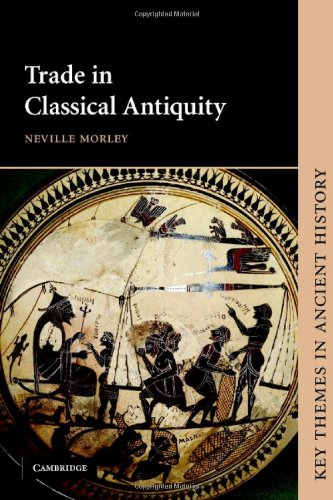 Trade in
Classical Antiquity
NEVILLE MORLEY
CAMBRIDGE
KEY THEMES IN ANCIENT HISTORY